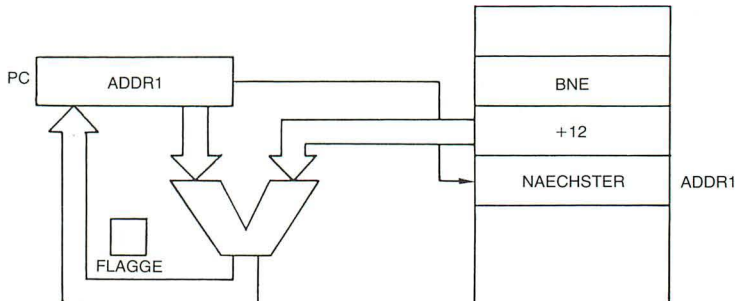 PC
ADDR1
BNE
+12
NAECHSTER
ADDR1
FLAGGE